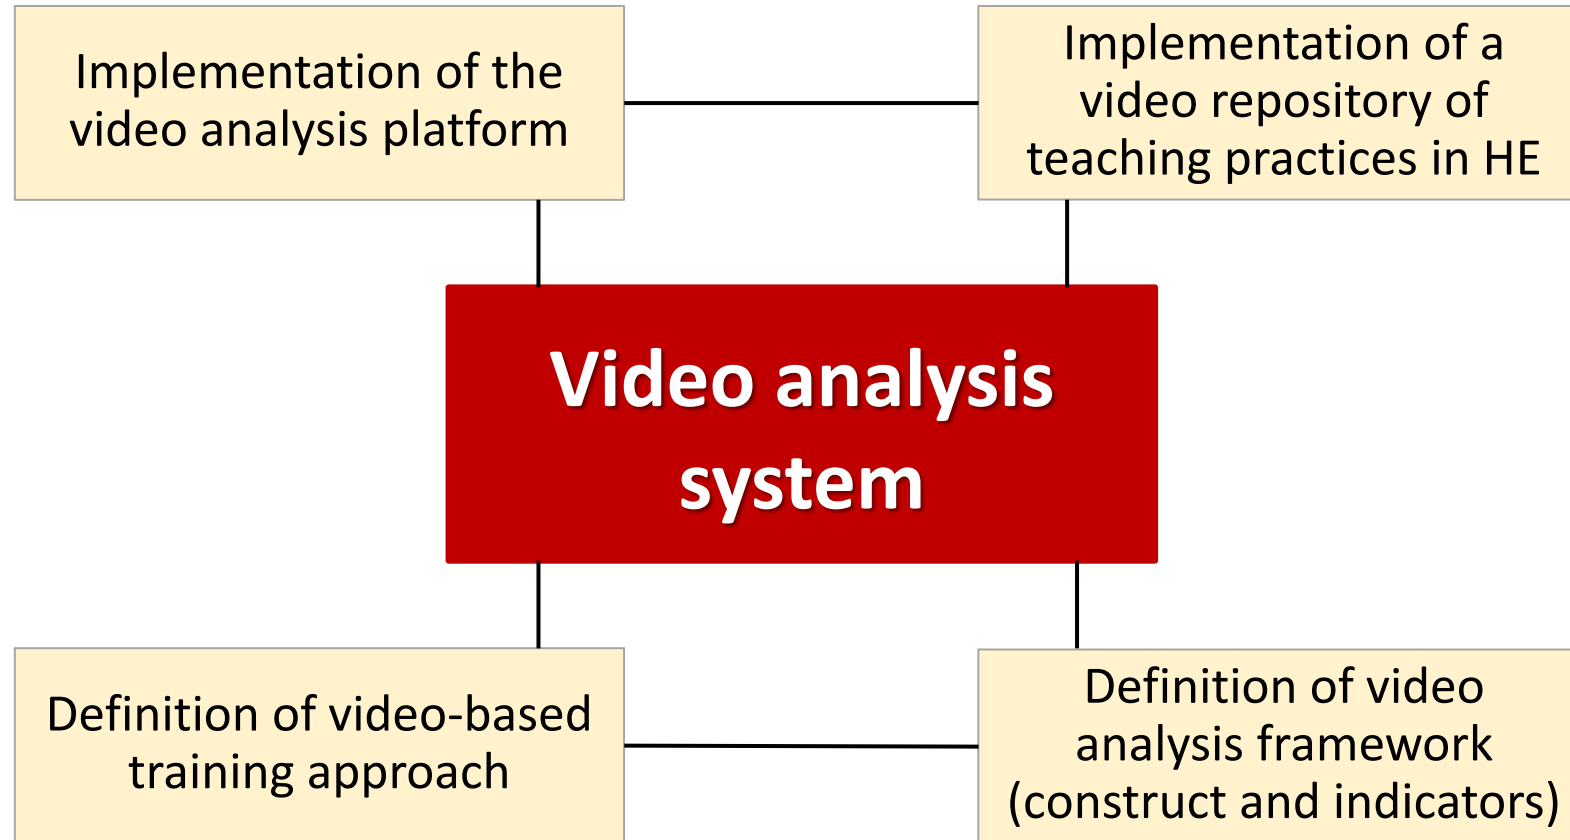 Implementation of the
video analysis platform
Implementation of a
video repository of
teaching practices in HE
Video analysis
system
Definition of video-based
training approach
Definition of video
analysis framework
(construct and indicators)